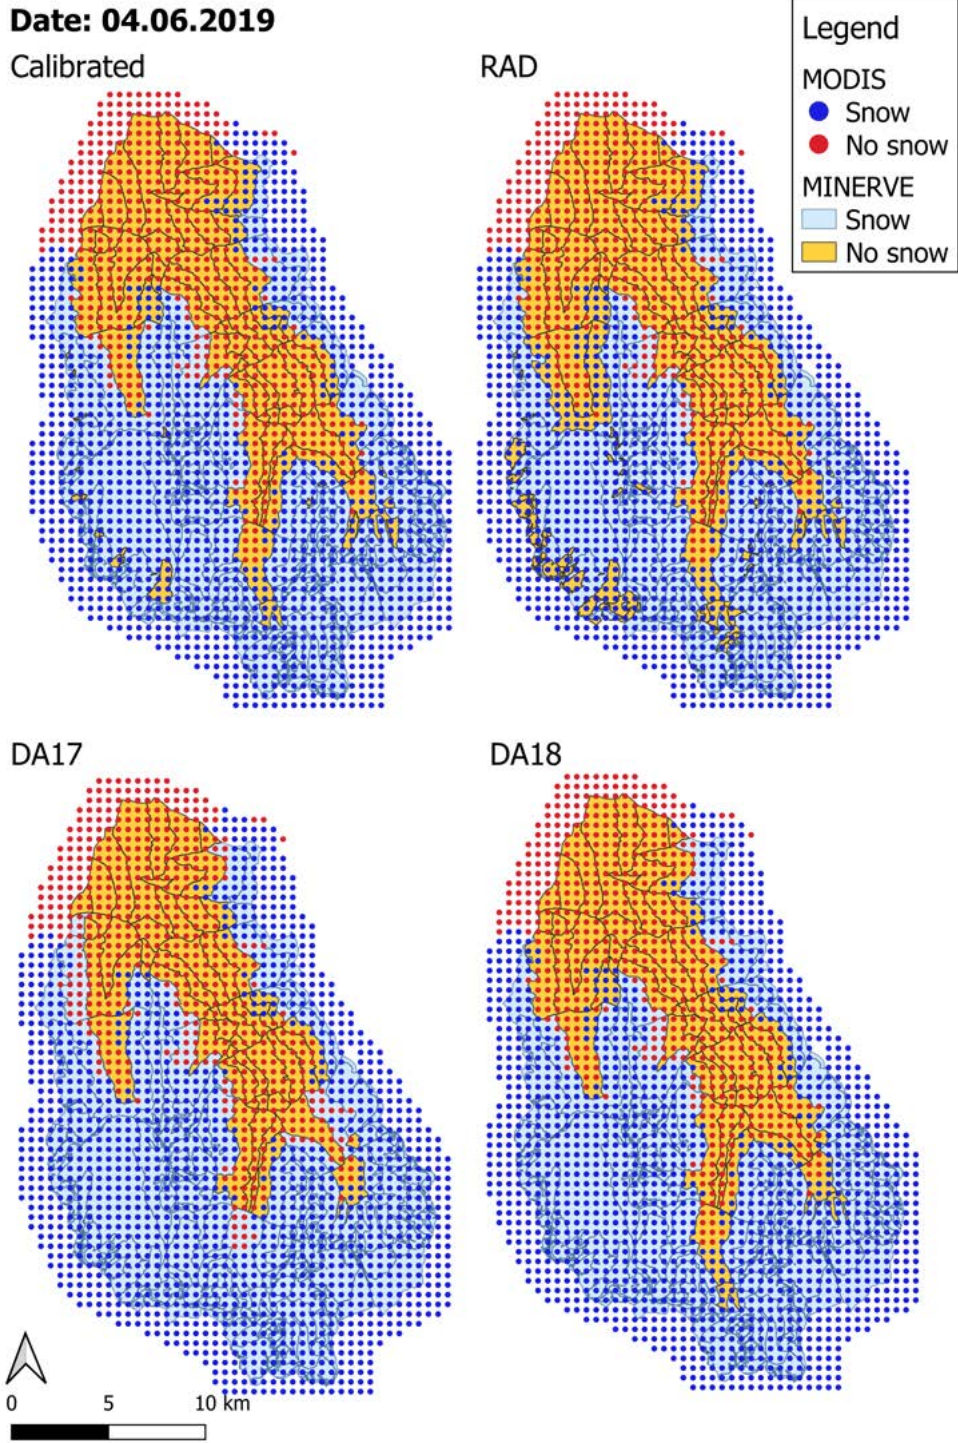 Date: 04.06.2019
Calibrated
RAD
Legend
MODIS
Snow
No snow
MINERVE
Snow
No snow
DA17
DA18
0 5 10 km